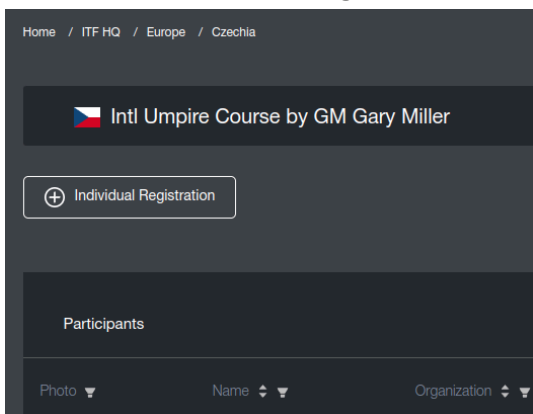 Home / ITF HQ / Europe / Czechia
Intl Umpire Course by GM Gary Miller
Individual Registration
Participants
Photo Name Organization